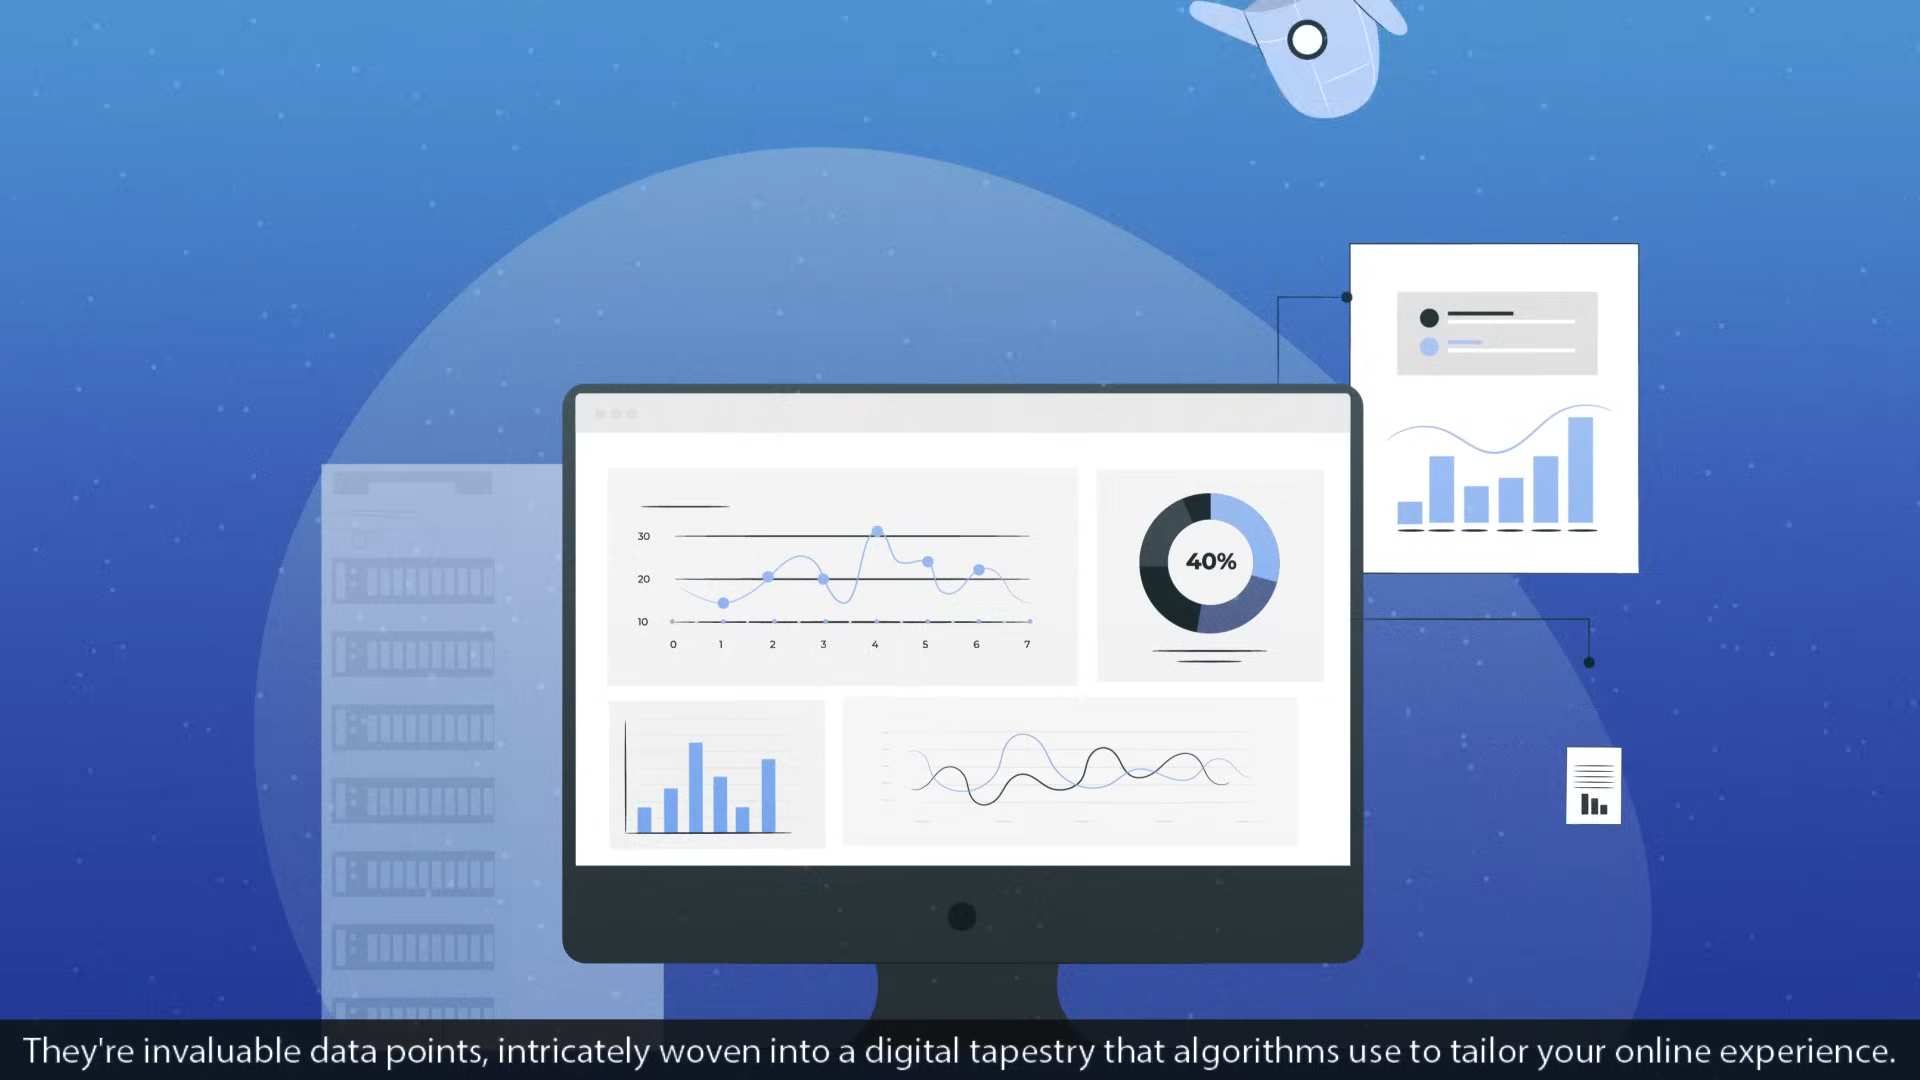 30
20
10
0 1 2 3 4 5 6 7
40%
They're invaluable data points, intricately woven into a digital tapestry that algorithms use to tailor your online experience.